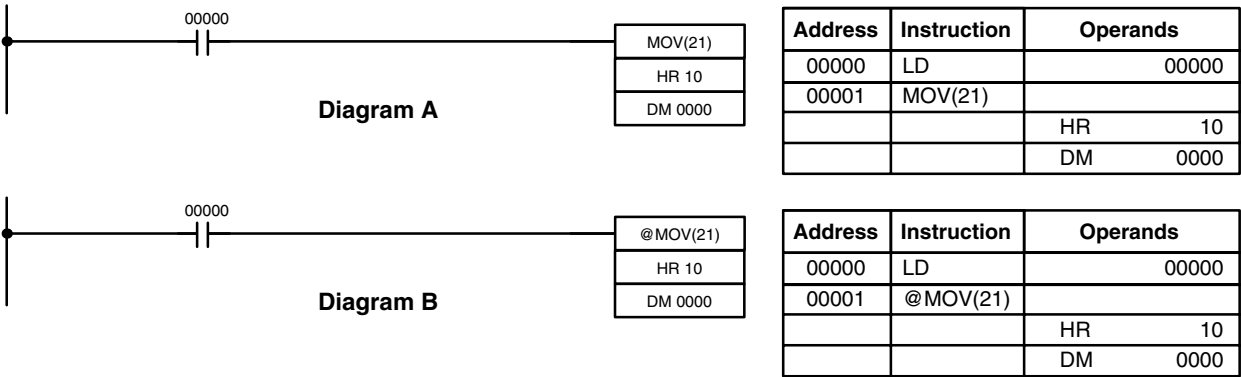 00000
MOV(21)
HR 10
DM 0000
Diagram A
Address Instruction Operands
00000 LD 00000
00001 MOV(21)
HR 10
DM 0000
00000
@MOV(21)
HR 10
DM 0000
Diagram B
Address Instruction Operands
00000 LD 00000
00001 @MOV(21)
HR 10
DM 0000